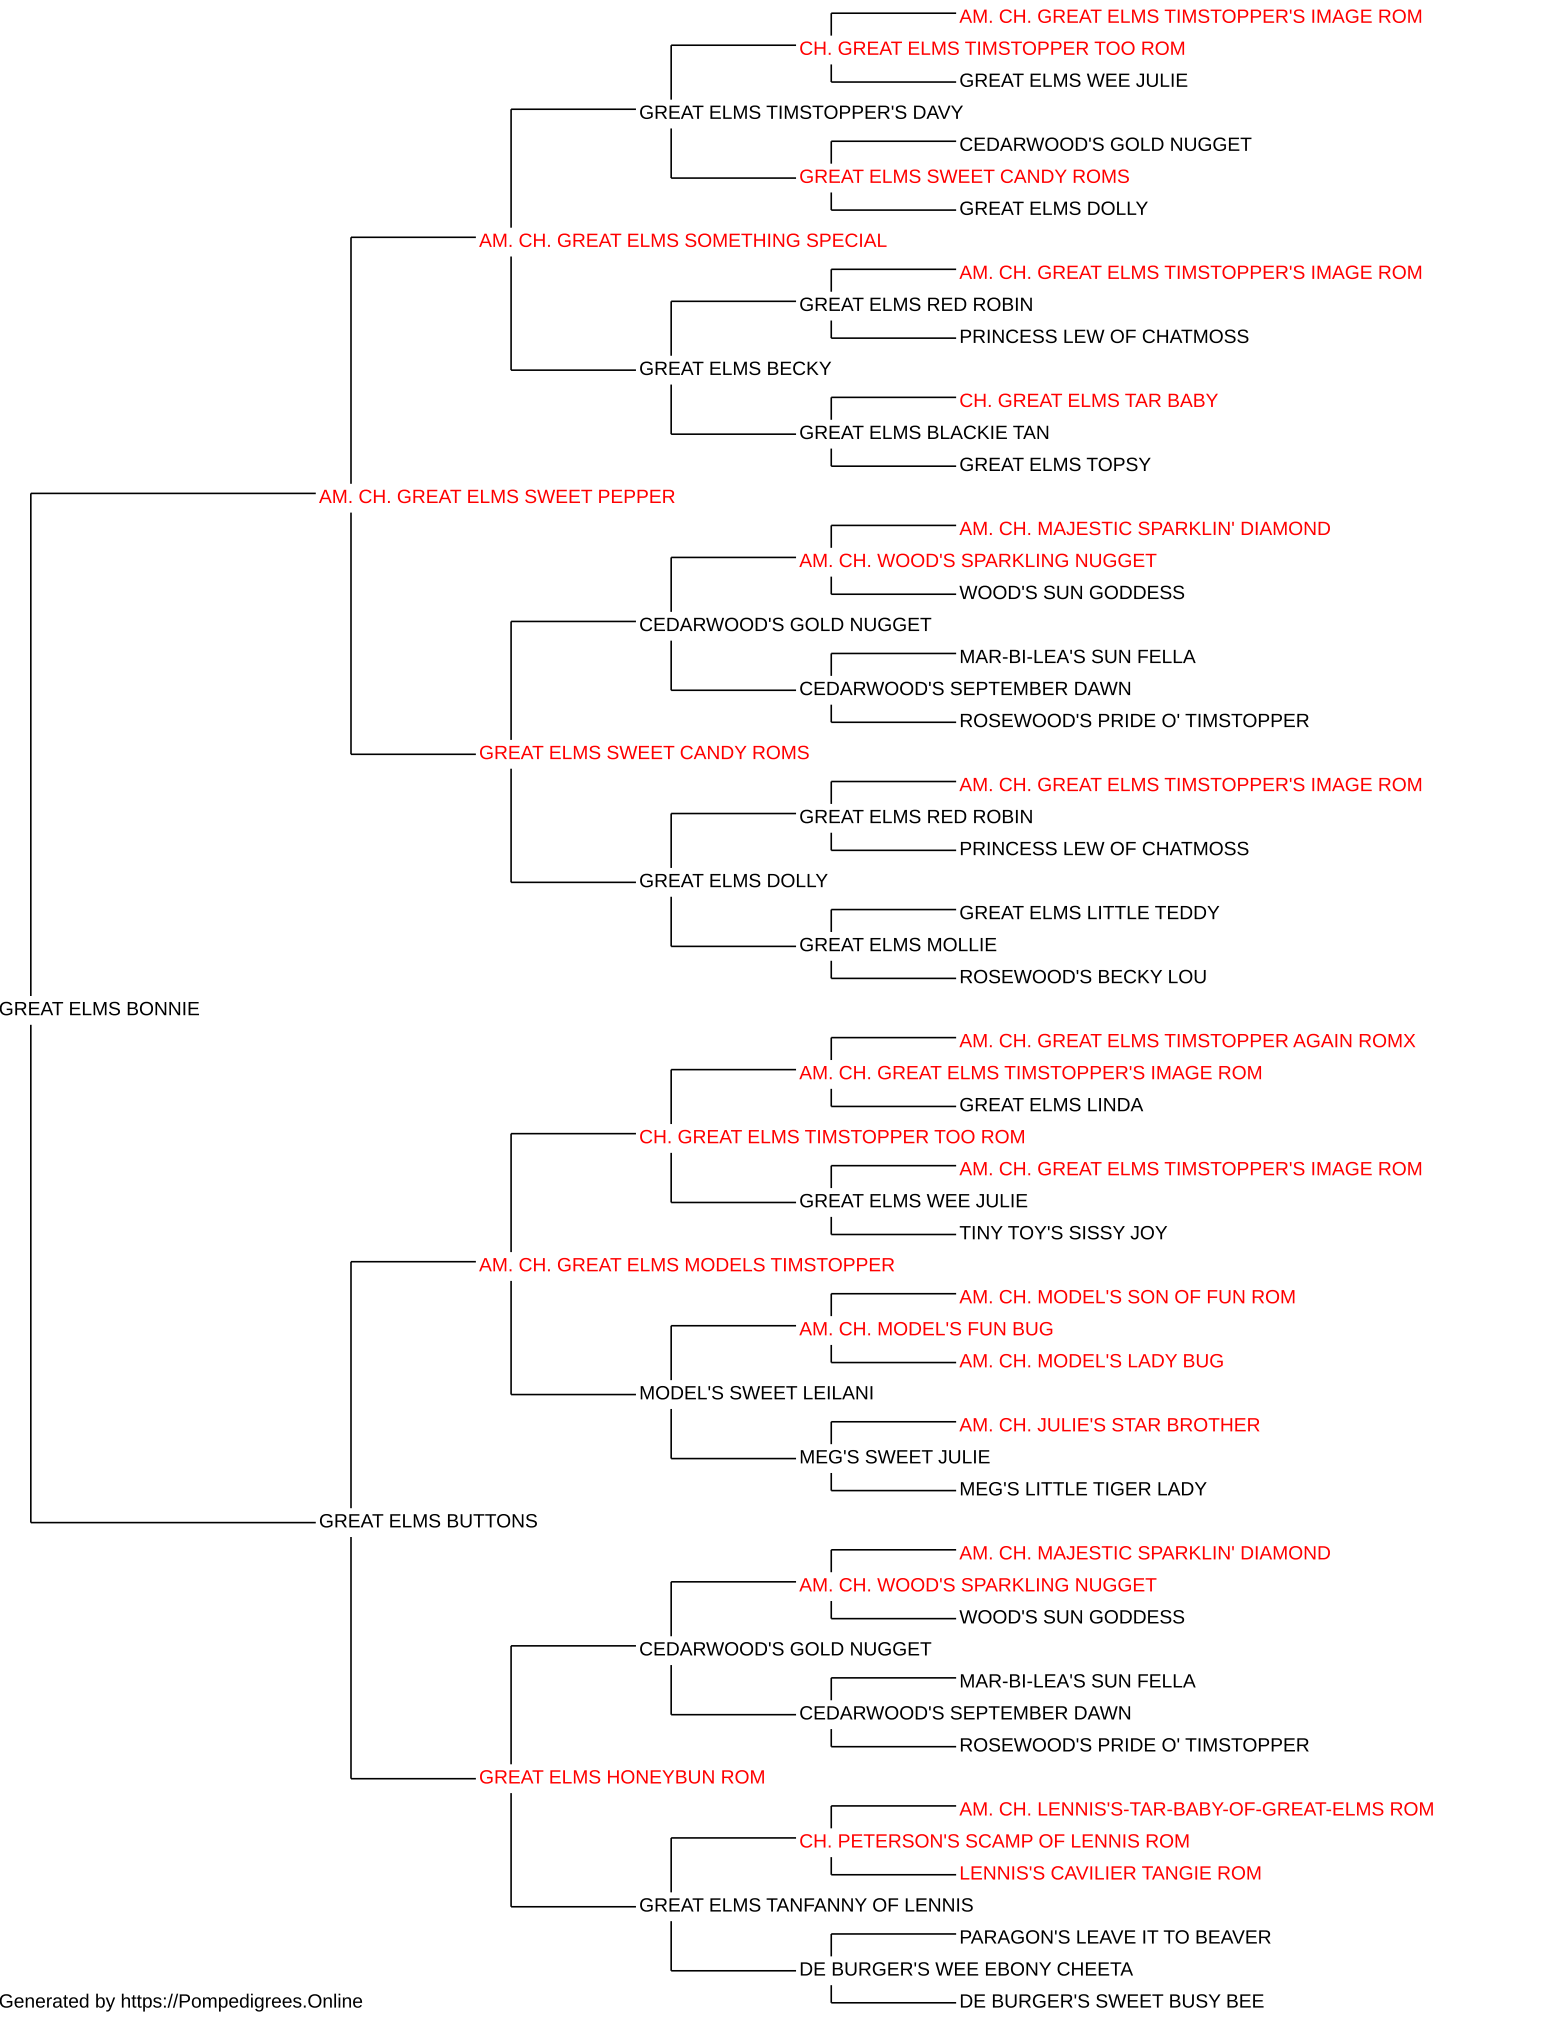 AM. CH. GREAT ELMS TIMSTOPPER'S IMAGE ROM
CH. GREAT ELMS TIMSTOPPER TOO ROM
GREAT ELMS WEE JULIE
GREAT ELMS TIMSTOPPER'S DAVY
CEDARWOOD'S GOLD NUGGET
GREAT ELMS SWEET CANDY ROMS
GREAT ELMS DOLLY
AM. CH. GREAT ELMS SOMETHING SPECIAL
AM. CH. GREAT ELMS TIMSTOPPER'S IMAGE ROM
GREAT ELMS RED ROBIN
PRINCESS LEW OF CHATMOSS
GREAT ELMS BECKY
CH. GREAT ELMS TAR BABY
GREAT ELMS BLACKIE TAN
GREAT ELMS TOPSY
AM. CH. GREAT ELMS SWEET PEPPER
AM. CH. MAJESTIC SPARKLIN' DIAMOND
AM. CH. WOOD'S SPARKLING NUGGET
WOOD'S SUN GODDESS
CEDARWOOD'S GOLD NUGGET
MAR-BI-LEA'S SUN FELLA
CEDARWOOD'S SEPTEMBER DAWN
ROSEWOOD'S PRIDE O' TIMSTOPPER
GREAT ELMS SWEET CANDY ROMS
AM. CH. GREAT ELMS TIMSTOPPER'S IMAGE ROM
GREAT ELMS RED ROBIN
PRINCESS LEW OF CHATMOSS
GREAT ELMS DOLLY
GREAT ELMS LITTLE TEDDY
GREAT ELMS MOLLIE
ROSEWOOD'S BECKY LOU
GREAT ELMS BONNIE
AM. CH. GREAT ELMS TIMSTOPPER AGAIN ROMX
AM. CH. GREAT ELMS TIMSTOPPER'S IMAGE ROM
GREAT ELMS LINDA
CH. GREAT ELMS TIMSTOPPER TOO ROM
AM. CH. GREAT ELMS TIMSTOPPER'S IMAGE ROM
GREAT ELMS WEE JULIE
TINY TOY'S SISSY JOY
AM. CH. GREAT ELMS MODELS TIMSTOPPER
AM. CH. MODEL'S SON OF FUN ROM
AM. CH. MODEL'S FUN BUG
AM. CH. MODEL'S LADY BUG
MODEL'S SWEET LEILANI
AM. CH. JULIE'S STAR BROTHER
MEG'S SWEET JULIE
MEG'S LITTLE TIGER LADY
GREAT ELMS BUTTONS
AM. CH. MAJESTIC SPARKLIN' DIAMOND
AM. CH. WOOD'S SPARKLING NUGGET
WOOD'S SUN GODDESS
CEDARWOOD'S GOLD NUGGET
MAR-BI-LEA'S SUN FELLA
CEDARWOOD'S SEPTEMBER DAWN
ROSEWOOD'S PRIDE O' TIMSTOPPER
GREAT ELMS HONEYBUN ROM
AM. CH. LENNIS'S-TAR-BABY-OF-GREAT-ELMS ROM
CH. PETERSON'S SCAMP OF LENNIS ROM
LENNIS'S CAVILIER TANGIE ROM
GREAT ELMS TANFANNY OF LENNIS
PARAGON'S LEAVE IT TO BEAVER
DE BURGER'S WEE EBONY CHEETA
DE BURGER'S SWEET BUSY BEE
Generated by https://Pompedigrees.Online